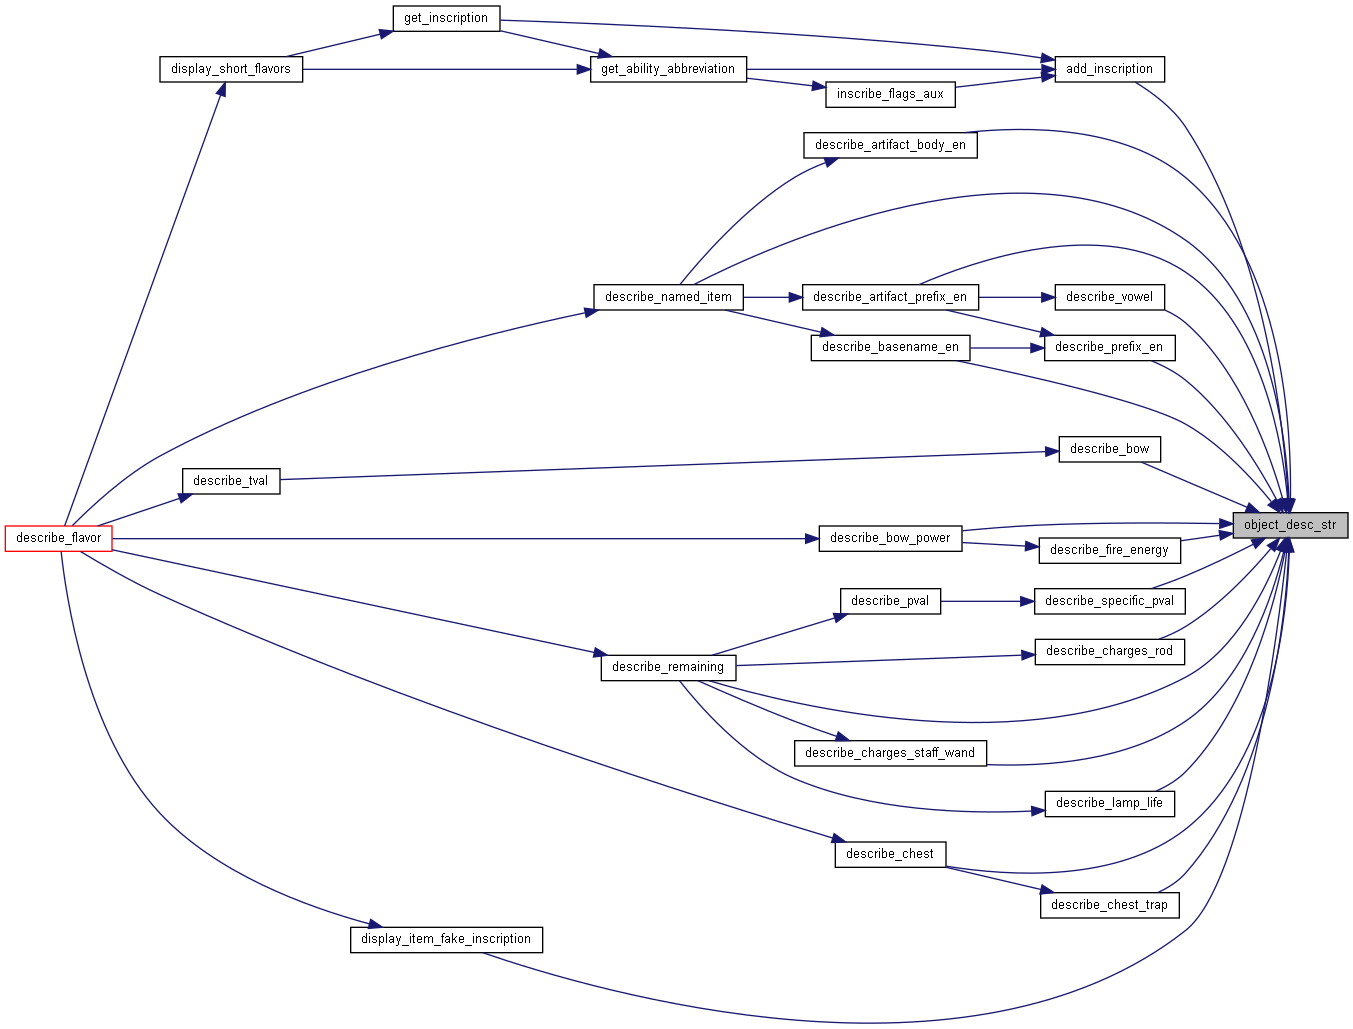 get_inscription
display_short_flavors
get_ability_abbreviation
add_inscription
inscribe_flags_aux
describe_artifact_body_en
describe_named_item
describe_artifact_prefix_en
describe_vowel
describe_basename_en
describe_prefix_en
describe_bow
describe_tval
object_desc_str
describe_flavor
describe_bow_power
describe_fire_energy
describe_pval
describe_specific_pval
describe_charges_rod
describe_remaining
describe_charges_staff_wand
describe_lamp_life
describe_chest
describe_chest_trap
display_item_fake_inscription